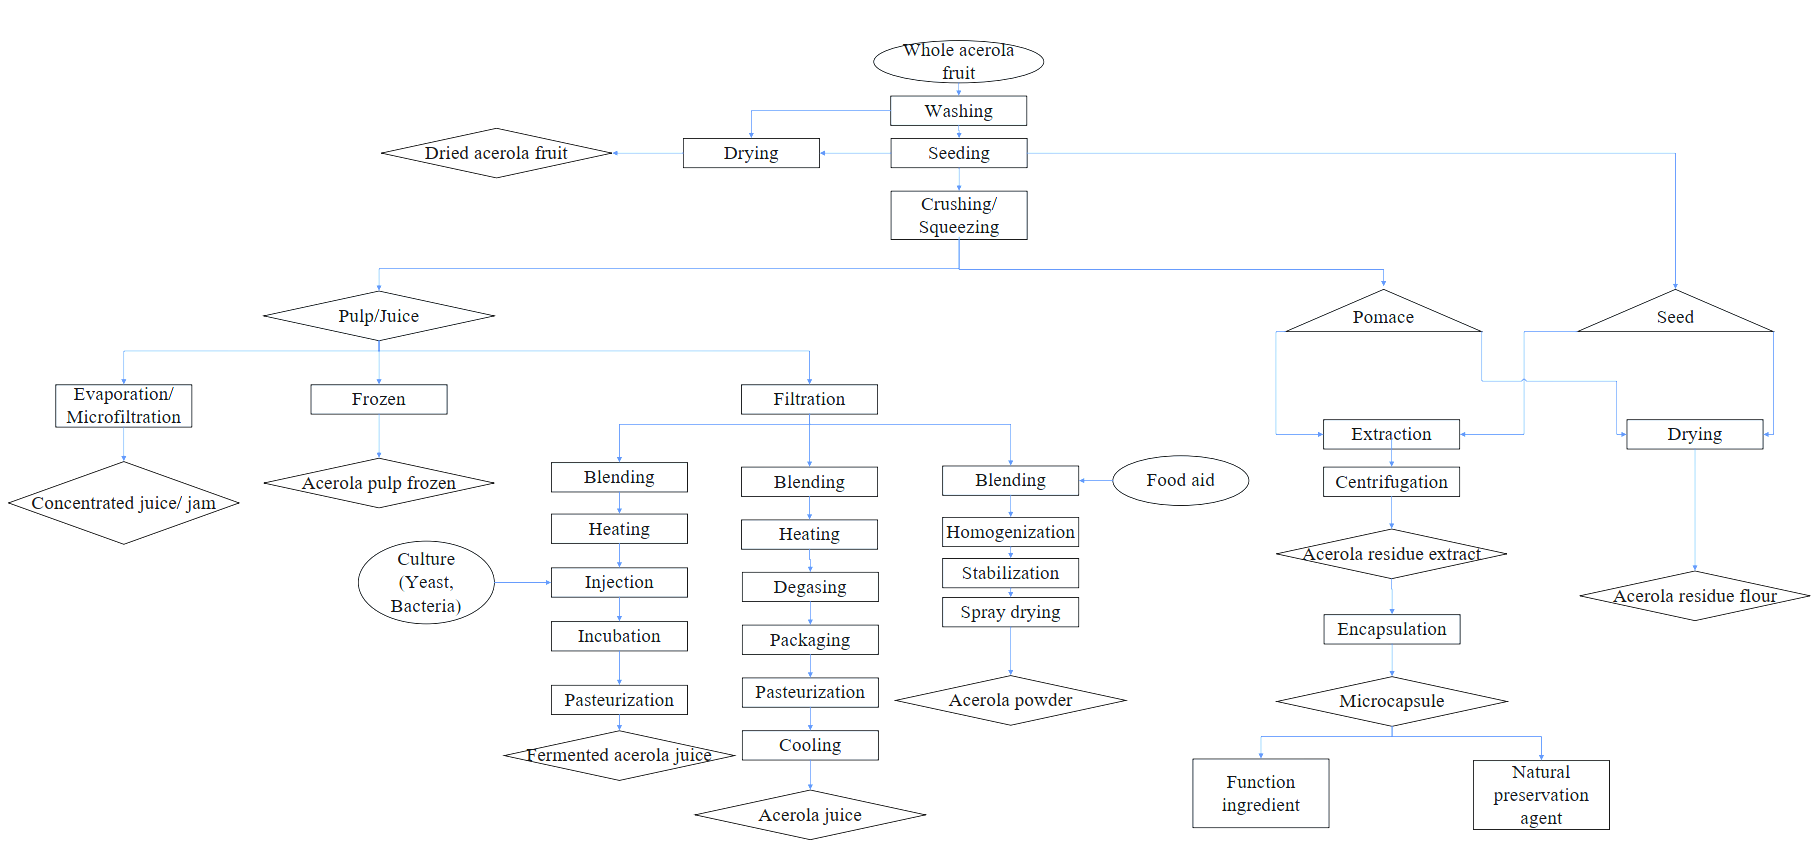 Whole acerola
fruit
Washing
Dried acerola fruit
Drying
Seeding
Crushing/
Squeezing
Pulp/Juice
Pomace
Seed
Evaporation/
Microfiltration
Frozen
Filtration
Extraction
Drying
Concentrated juice/ jam
Acerola pulp frozen
Blending
Blending
Blending
Food aid
Centrifugation
Heating
Heating
Homogenization
Acerola residue extract
Culture
(Yeast,
Bacteria)
Injection
Degasing
Stabilization
Acerola residue flour
Incubation
Packaging
Spray drying
Encapsulation
Pasteurization
Pasteurization
Acerola powder
Microcapsule
Fermented acerola juice
Cooling
Function
ingredient
Natural
preservation
agent
Acerola juice